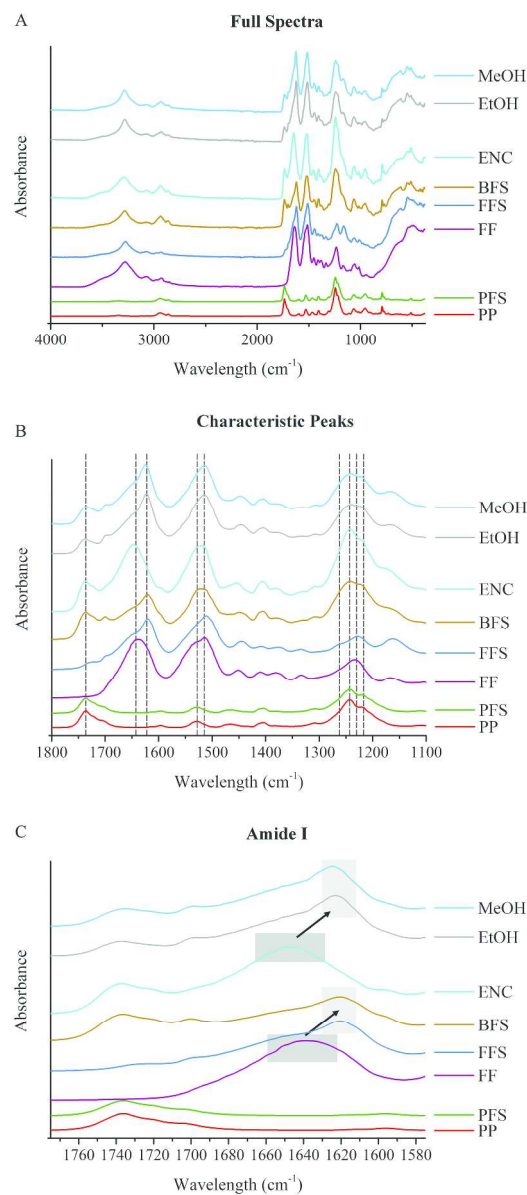 A
Full Spectra
Absorbance
MeOH
EtOH
ENC
BFS
FFS
FF
PFS
PP
4000 3000 2000 1000
Wavelength (cm-1)
B
Characteristic Peaks
Absorbance
MeOH
EtOH
ENC
BFS
FFS
FF
PFS
PP
1800 1700 1600 1500 1400 1300 1200 1100
Wavelength (cm-1)
C
Amide I
Absorbance
MeOH
EtOH
ENC
BFS
FFS
FF
PFS
PP
1760 1740 1720 1700 1680 1660 1640 1620 1600 1580
Wavelength (cm-1)